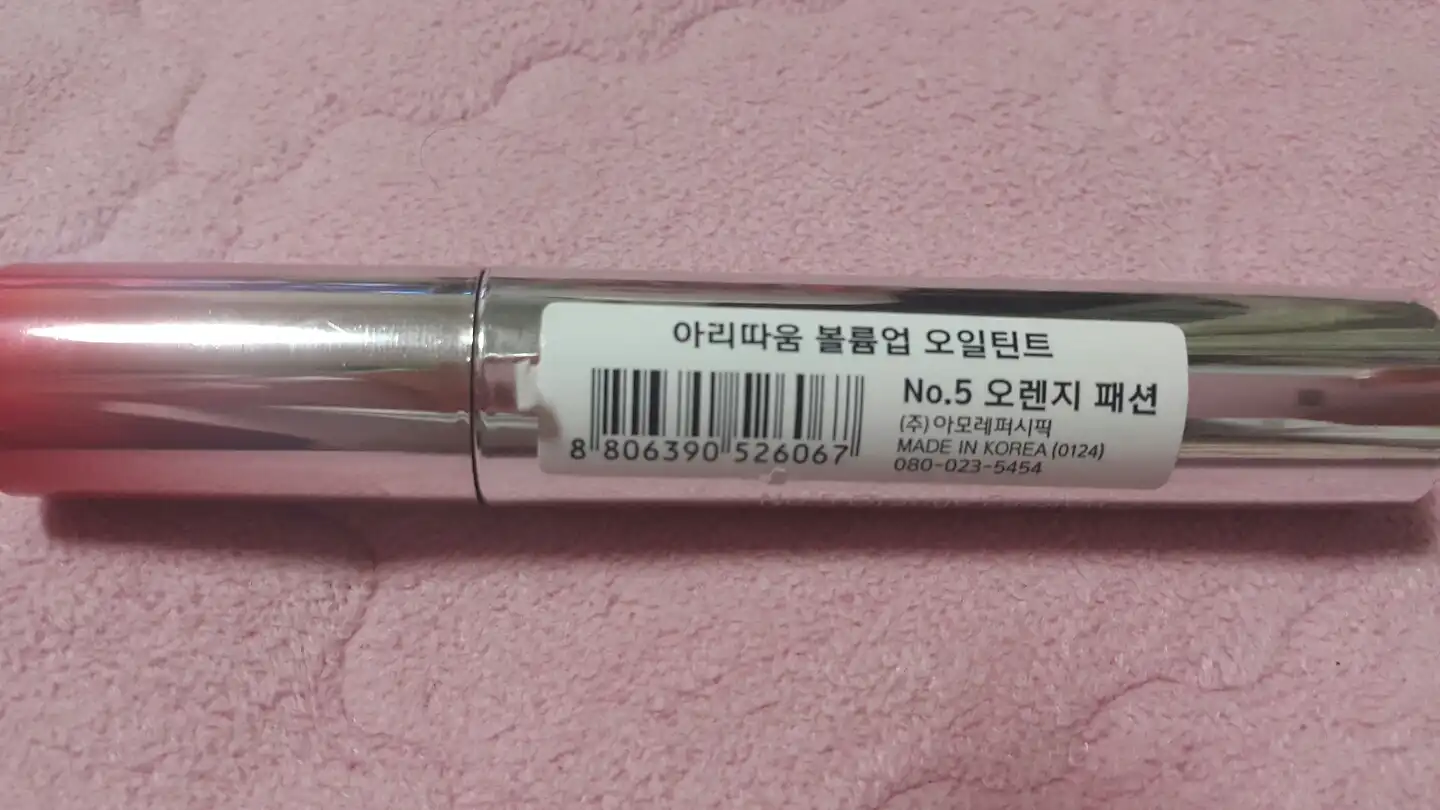 아리따움 볼륨업 오일틴트
No.5 오렌지 패션
(주)아모레퍼시픽
MADE IN KOREA (0124)
080-023-5454
8 806390 526067